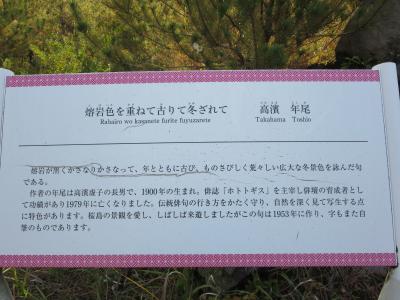 熔岩色を重ねて古りて冬ざれて　高濱　年尾
Rabairo wo kasanete furite fuyuzarete　Takahama　Toshio
熔岩が黒くかさなりかさなって、年とともに古び、ものさびしく荒々しい広大な冬景色を詠んだ句
である。
作者の年尾は高濱虚子の長男で、1900年の生まれ。俳誌「ホトトギス」を主宰し俳壇の育成者として
功績があり1979年に亡くなりました。伝統俳句の行き方をかたく守り、自然を深く見て写生する点
に特色があります。桜島の景観を愛し、しばしば来遊しましたがこの句は1953年に作り、字もまた自
筆のものであります。